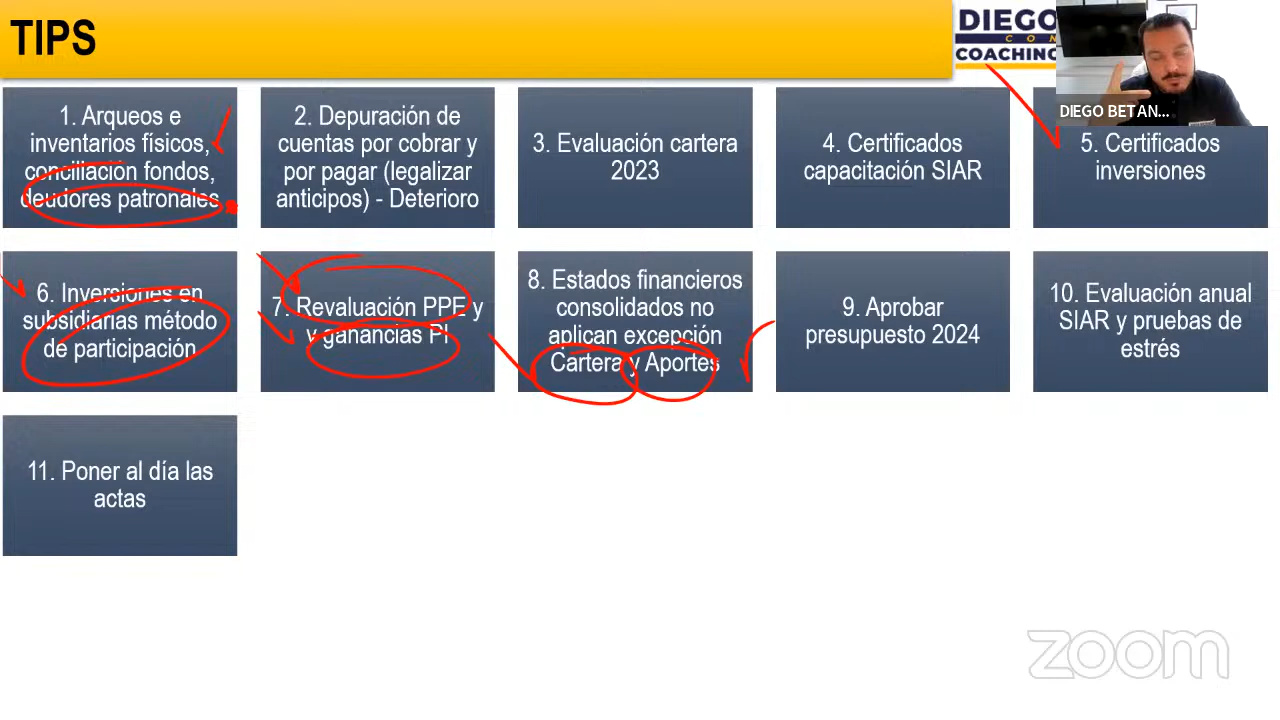 TIPS
DIEGO
CON
COACHING
DIEGO BETAN...
1. Arqueos e
inventarios físicos,
conciliación fondos,
deudores patronales
2. Depuración de
cuentas por cobrar y
por pagar (legalizar
anticipos) - Deterioro
3. Evaluación cartera
2023
4. Certificados
capacitación SIAR
5. Certificados
inversiones
6. Inversiones en
subsidiarias método
de participación
7. Revaluación PPE y
y ganancias PI
8. Estados financieros
consolidados no
aplican excepción
Cartera y Aportes
9. Aprobar
presupuesto 2024
10. Evaluación anual
SIAR y pruebas de
estrés
11. Poner al día las
actas
zoom